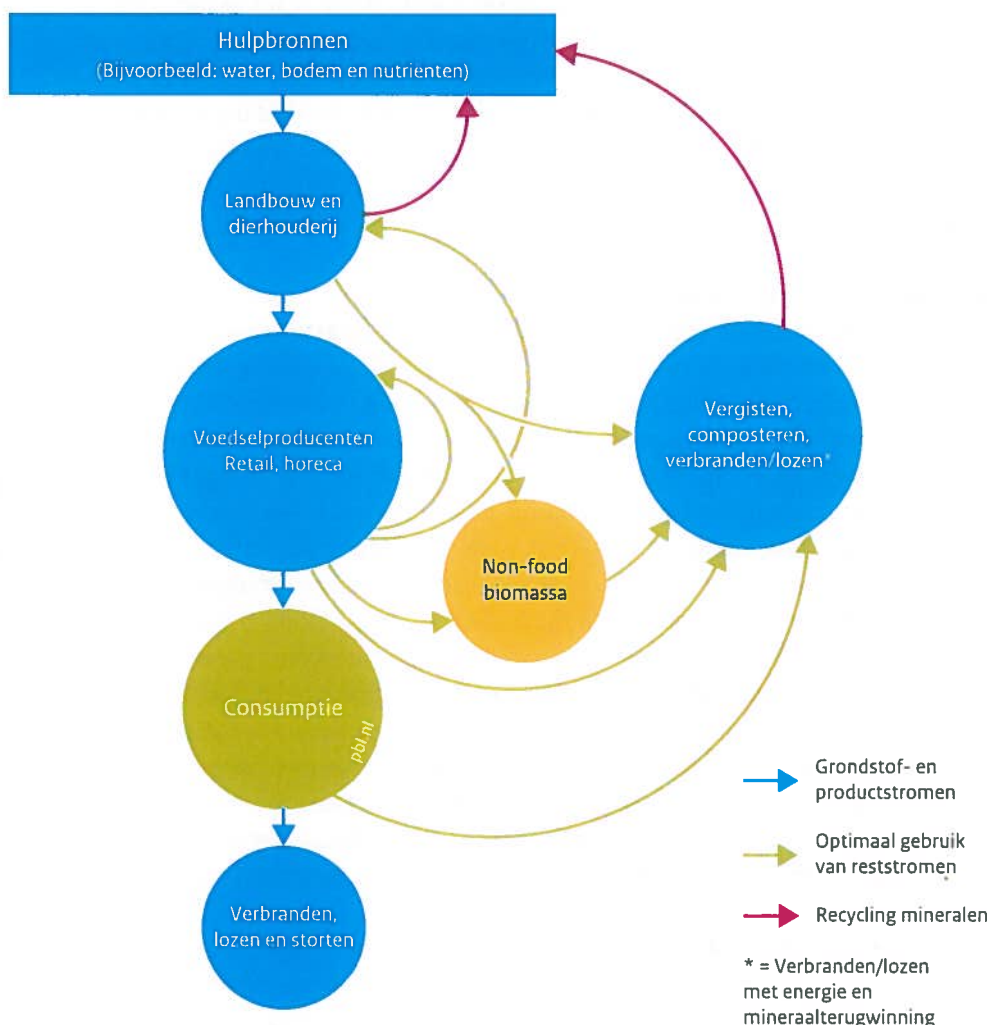 Hulpbronnen
(Bijvoorbeeld: water, bodem en nutriënten)
Landbouw en
dierhouderij
Voedselproducenten
Retail, horeca
Vergisten,
composteren,
verbranden/lozen*
Non-food
biomassa
Consumptie
pbl.nl
Verbranden,
lozen en storten
Grondstof- en
productstromen
Optimaal gebruik
van reststromen
Recycling mineralen
* = Verbranden/lozen
met energie en
mineraalterugwinning